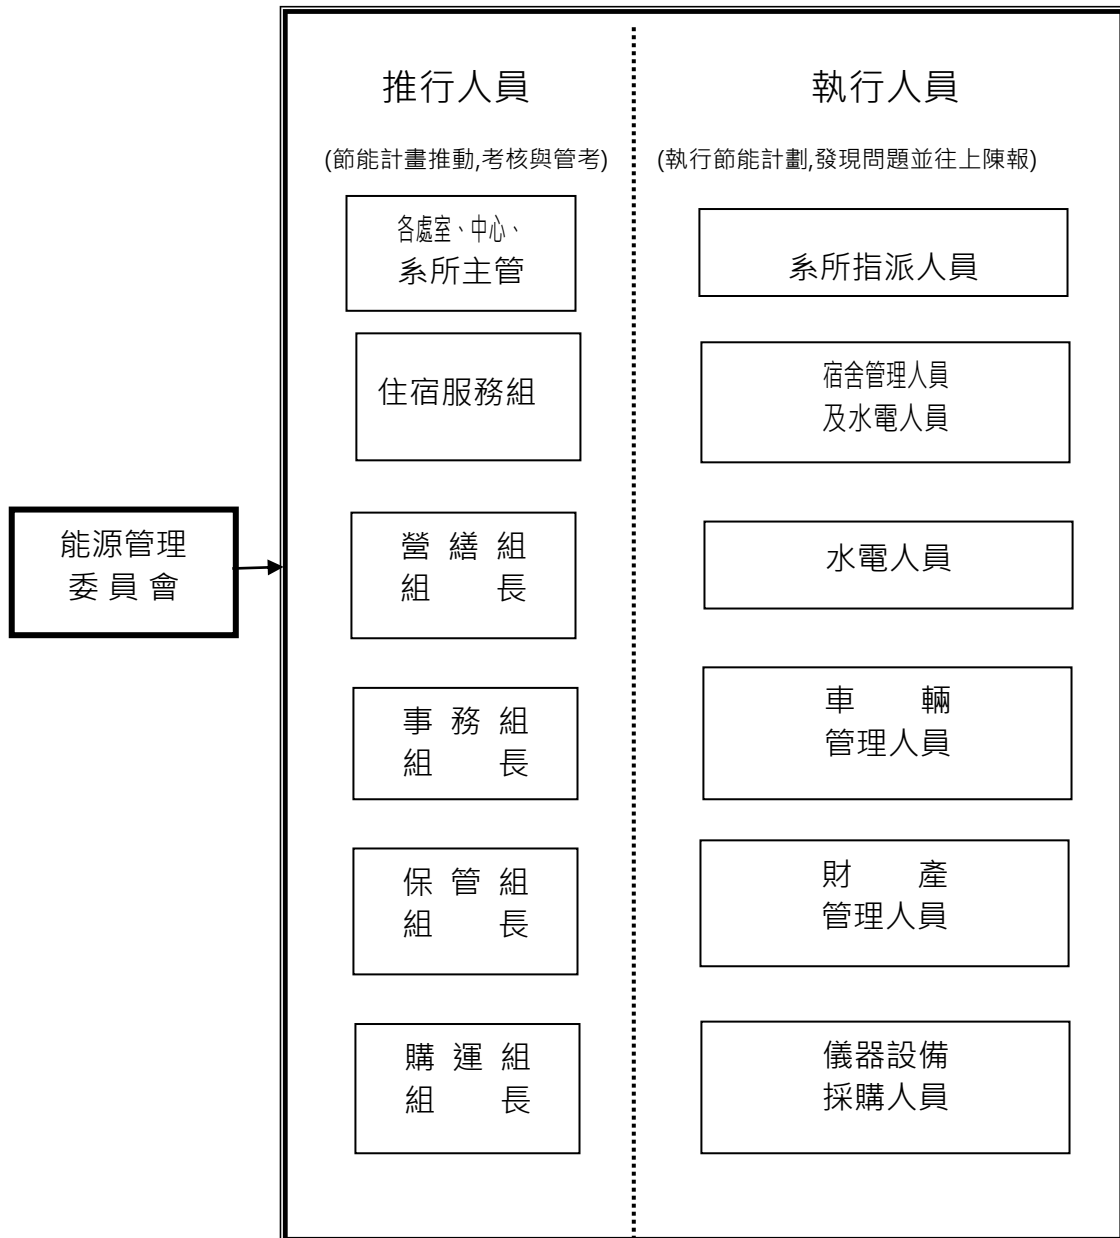 推行人員
(節能計畫推動,考核與管考)
各處室、中心、
系所主管
住宿服務組
營繕組
組長
事務組
組長
保管組
組長
購運組
組長
執行人員
(執行節能計劃,發現問題並往上陳報)
系所指派人員
宿舍管理人員
及水電人員
水電人員
車輛
管理人員
財產
管理人員
儀器設備
採購人員
能源管理
委員會